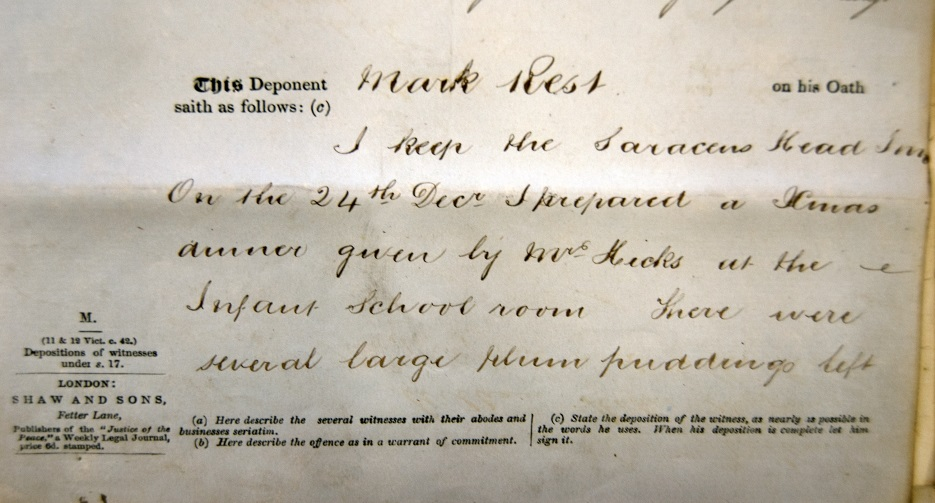 This Deponent Mark Rest on his Oath
saith as follows: (c)
I keep the Saracens Head Inn
On the 24th Decr I prepared a Xmas
dinner given by Mrs Hicks at the
Infant School room There were
several large plum puddings left
M.
(11 & 12 Vict. c. 42.)
Depositions of witnesses
under s. 17.
LONDON:
SHAW AND SONS,
Fetter Lane,
Publishers of the "Justice of the
Peace," a Weekly Legal Journal,
price 6d. stamped.
(a) Here describe the several witnesses with their abodes and
businesses seriatim.
(b) Here describe the offence as in a warrant of commitment.
(c) State the deposition of the witness, as nearly as possible in
the words he uses. When his deposition is complete let him
sign it.